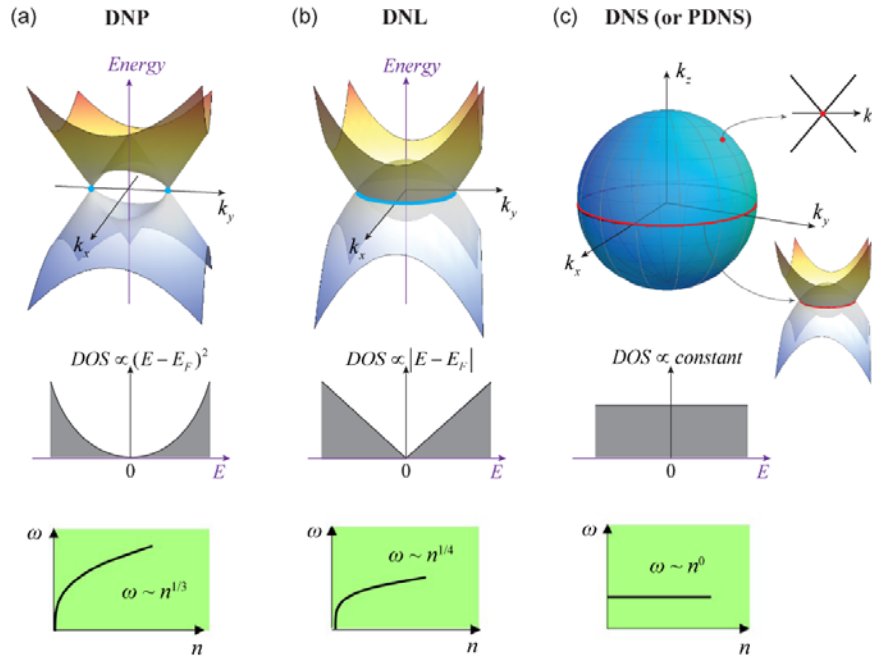 (a) DNP
Energy
k_y
k_x
DOS ∝ (E − E_F)^2
0
E
ω
ω ~ n^{1/3}
n
(b) DNL
Energy
k_y
k_x
DOS ∝ |E − E_F|
0
E
ω
ω ~ n^{1/4}
n
(c) DNS (or PDNS)
k_z
k
k_y
k_x
DOS ∝ constant
0
E
ω
ω ~ n^0
n